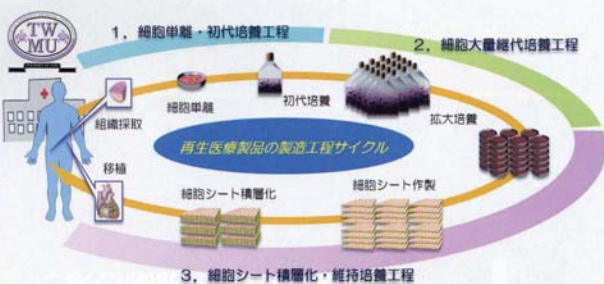 TW
MU
1．細胞単離・初代培養工程
2．細胞大量継代培養工程
細胞単離
初代培養
拡大培養
組織採取
再生医療製品の製造工程サイクル
移植
細胞シート積層化
細胞シート作製
3．細胞シート積層化・維持培養工程